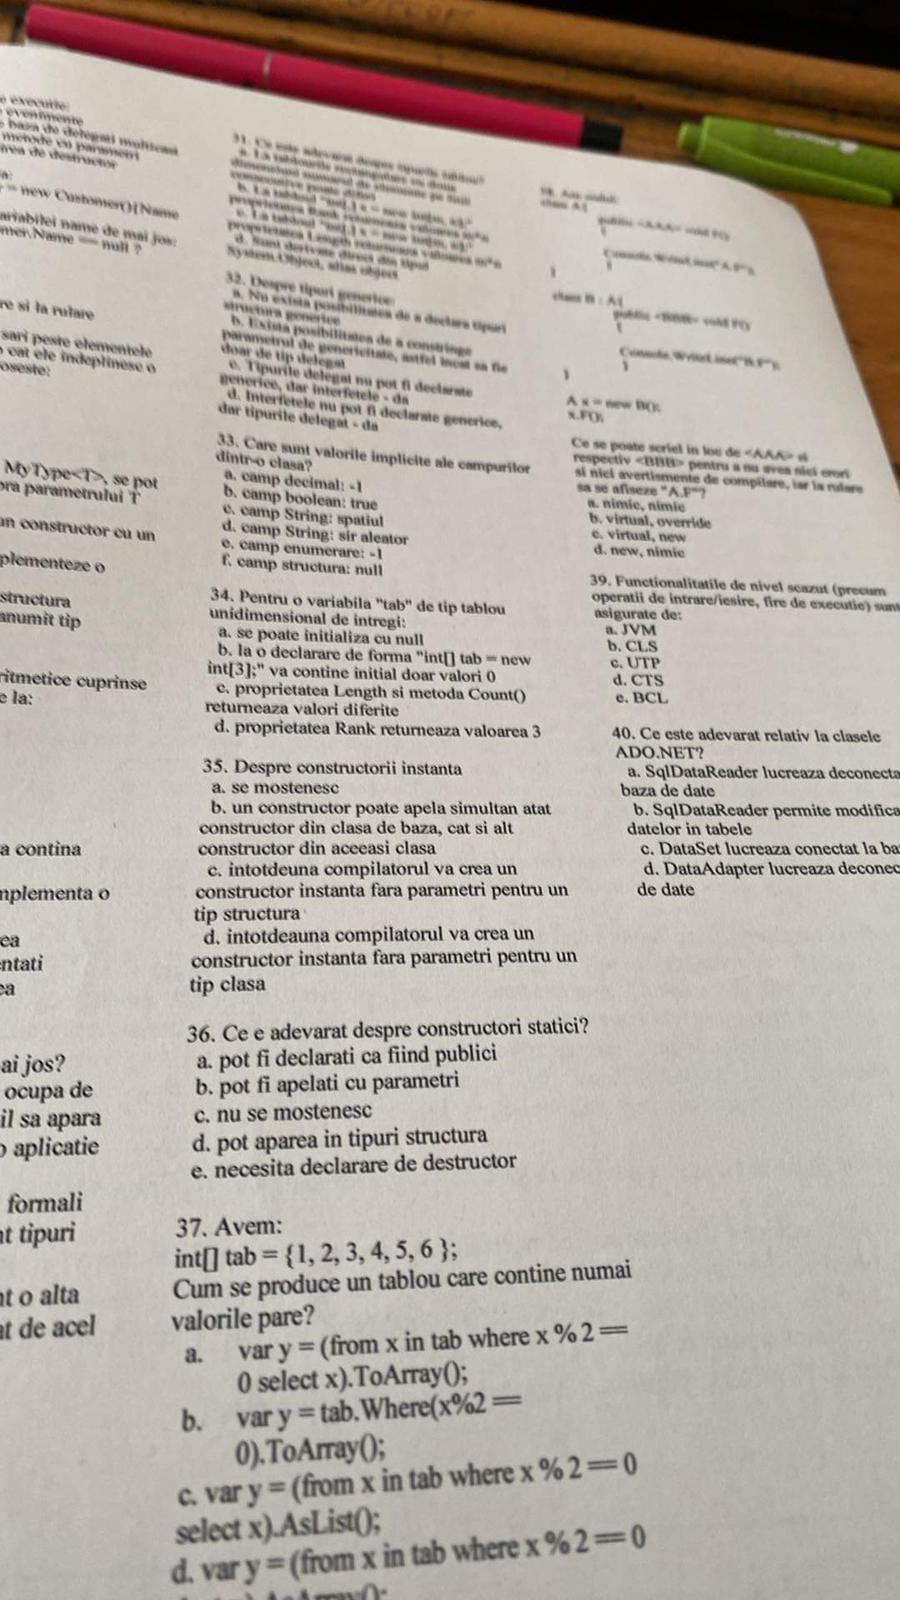 e executie:
evenimente
baza de delegati multicast
metode cu parametri
area de destructor
a:
= new Customer(){Name
ariabilei name de mai jos:
mer.Name == null ?
re si la rulare
sari peste elementele
cat ele indeplinesc o
oseste:
MyType<T>, se pot
ora parametrului T
un constructor cu un
plementeze o
structura
anumit tip
ritmetice cuprinse
e la:
a contina
mplementa o
ea
entati
ea
ai jos?
ocupa de
il sa apara
o aplicatie
formali
nt tipuri
nt o alta
at de acel
31. Ce este adevarat despre tipurile tablou?
a. La tablourile rectangulare cu doua
dimensiuni numarul de elemente pe linii
consecutive poate diferi
b. La tabloul "int[,] x = new int[m, n];"
proprietatea Rank returneaza valoarea m*n
c. La tabloul "int[,] x = new int[m, n];"
proprietatea Length returneaza valoarea m*n
d. Sunt derivate direct din tipul
System.Object, alias object
32. Despre tipuri generice:
a. Nu exista posibilitatea de a declara tipuri
structura generice
b. Exista posibilitatea de a constringe
parametrul de genericitate, astfel incat sa fie
doar de tip delegat
c. Tipurile delegat nu pot fi declarate
generice, dar interfetele - da
d. Interfetele nu pot fi declarate generice,
dar tipurile delegat - da
33. Care sunt valorile implicite ale campurilor
dintr-o clasa?
a. camp decimal: -1
b. camp boolean: true
c. camp String: spatiul
d. camp String: sir aleator
e. camp enumerare: -1
f. camp structura: null
34. Pentru o variabila "tab" de tip tablou
unidimensional de intregi:
a. se poate initializa cu null
b. la o declarare de forma "int[] tab = new
int[3];" va contine initial doar valori 0
c. proprietatea Length si metoda Count()
returneaza valori diferite
d. proprietatea Rank returneaza valoarea 3
35. Despre constructorii instanta
a. se mostenesc
b. un constructor poate apela simultan atat
constructor din clasa de baza, cat si alt
constructor din aceeasi clasa
c. intotdeuna compilatorul va crea un
constructor instanta fara parametri pentru un
tip structura
d. intotdeauna compilatorul va crea un
constructor instanta fara parametri pentru un
tip clasa
36. Ce e adevarat despre constructori statici?
a. pot fi declarati ca fiind publici
b. pot fi apelati cu parametri
c. nu se mostenesc
d. pot aparea in tipuri structura
e. necesita declarare de destructor
37. Avem:
int[] tab = {1, 2, 3, 4, 5, 6 };
Cum se produce un tablou care contine numai
valorile pare?
a. var y = (from x in tab where x % 2 ==
0 select x).ToArray();
b. var y = tab.Where(x%2 ==
0).ToArray();
c. var y = (from x in tab where x % 2 == 0
select x).AsList();
d. var y = (from x in tab where x % 2 == 0
38. Avem codul:
class A{
public <AAA> void F()
{
Console.WriteLine("A.F");
}
}
class B : A{
public <BBB> void F()
{
Console.WriteLine("B.F");
}
}
A x = new B();
x.F();
Ce se poate scriei in loc de <AAA> si
respectiv <BBB> pentru a nu avea nici erori
si nici avertismente de compilare, iar la rulare
sa se afiseze "A.F"?
a. nimic, nimic
b. virtual, override
c. virtual, new
d. new, nimic
39. Functionalitatile de nivel scazut (precum
operatii de intrare/iesire, fire de executie) sunt
asigurate de:
a. JVM
b. CLS
c. UTP
d. CTS
e. BCL
40. Ce este adevarat relativ la clasele
ADO.NET?
a. SqlDataReader lucreaza deconecta
baza de date
b. SqlDataReader permite modifica
datelor in tabele
c. DataSet lucreaza conectat la ba
d. DataAdapter lucreaza deconec
de date